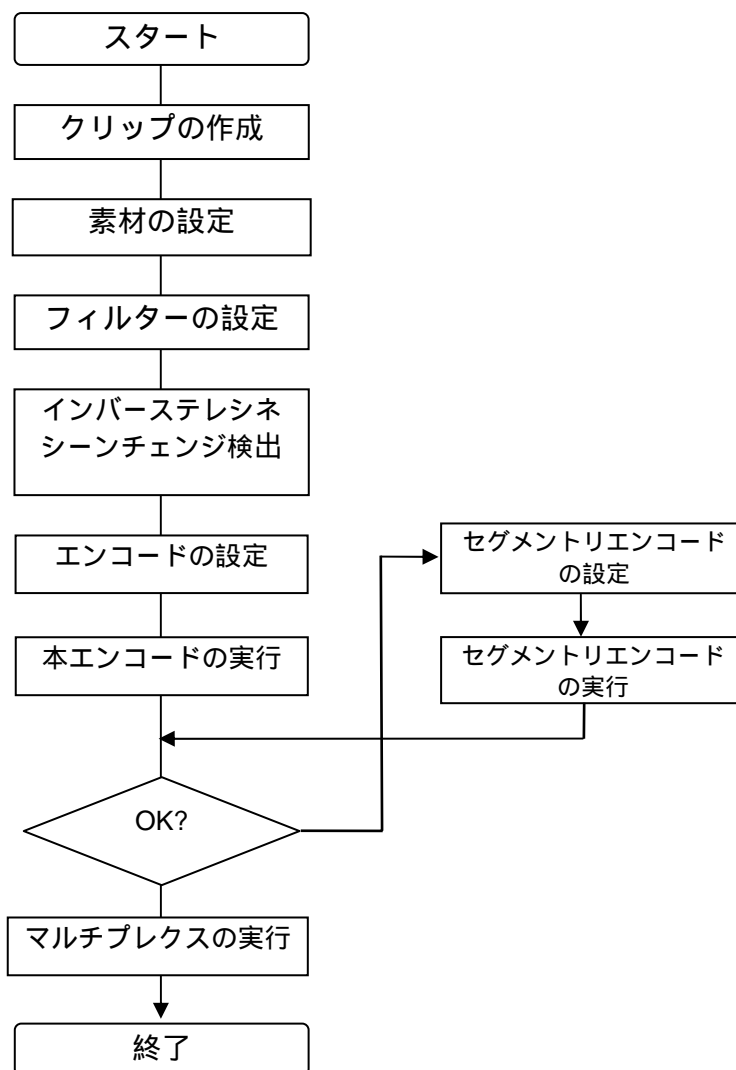 スタート
クリップの作成
素材の設定
フィルターの設定
インバーステレシネ
シーンチェンジ検出
エンコードの設定
本エンコードの実行
セグメントリエンコード
の設定
セグメントリエンコード
の実行
OK?
マルチプレクスの実行
終了